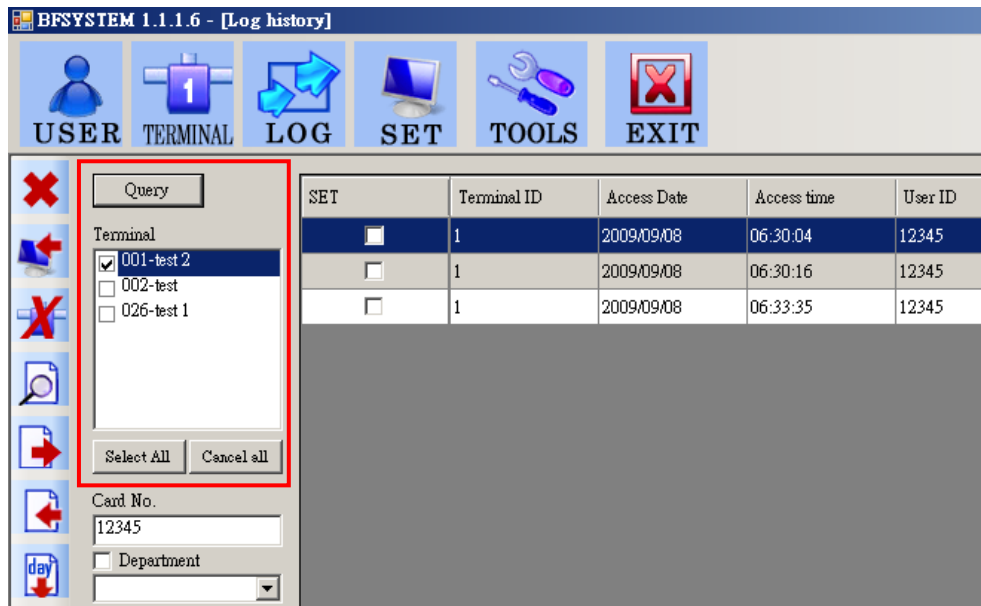 BFSYSTEM 1.1.1.6 - [Log history]
1
USER TERMINAL LOG SET TOOLS EXIT
Query
Terminal
001-test 2
002-test
026-test 1
Select All Cancel all
Card No.
12345
Department
day
SET Terminal ID Access Date Access time User ID
1 2009/09/08 06:30:04 12345
1 2009/09/08 06:30:16 12345
1 2009/09/08 06:33:35 12345